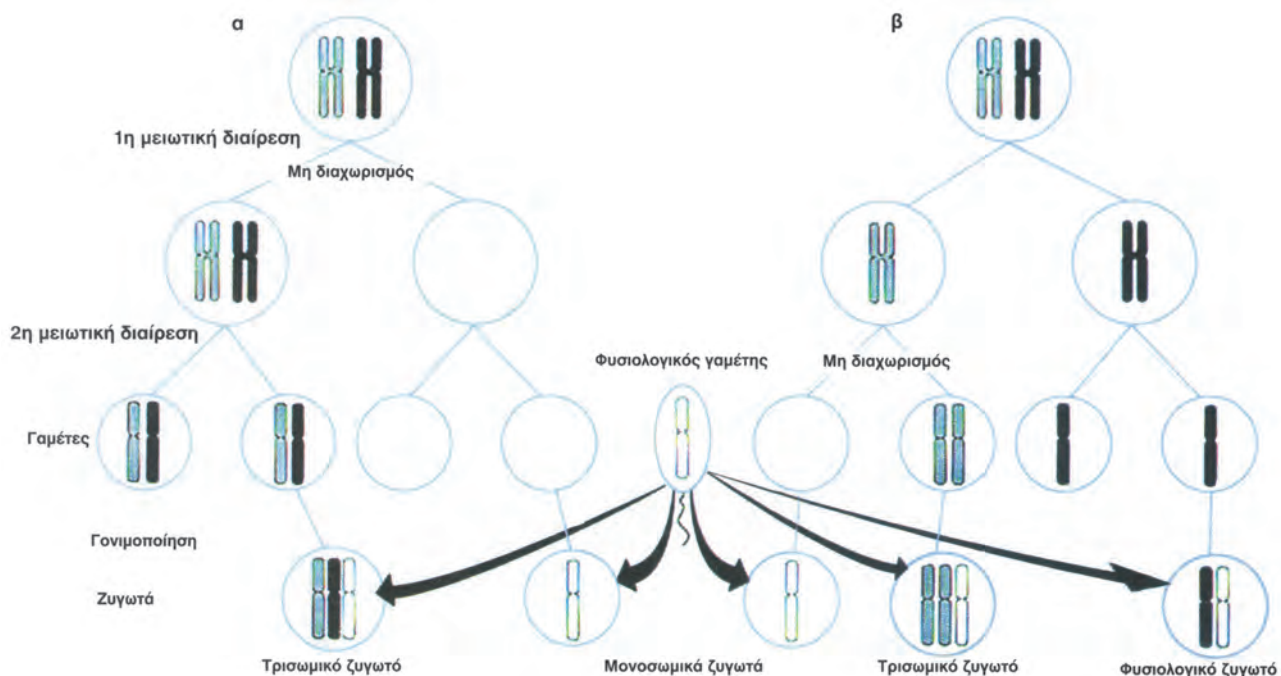 α
β
1η μειωτική διαίρεση
Μη διαχωρισμός
2η μειωτική διαίρεση
Φυσιολογικός γαμέτης
Μη διαχωρισμός
Γαμέτες
Γονιμοποίηση
Ζυγωτά
Τρισωμικό ζυγωτό
Μονοσωμικά ζυγωτά
Τρισωμικό ζυγωτό
Φυσιολογικό ζυγωτό